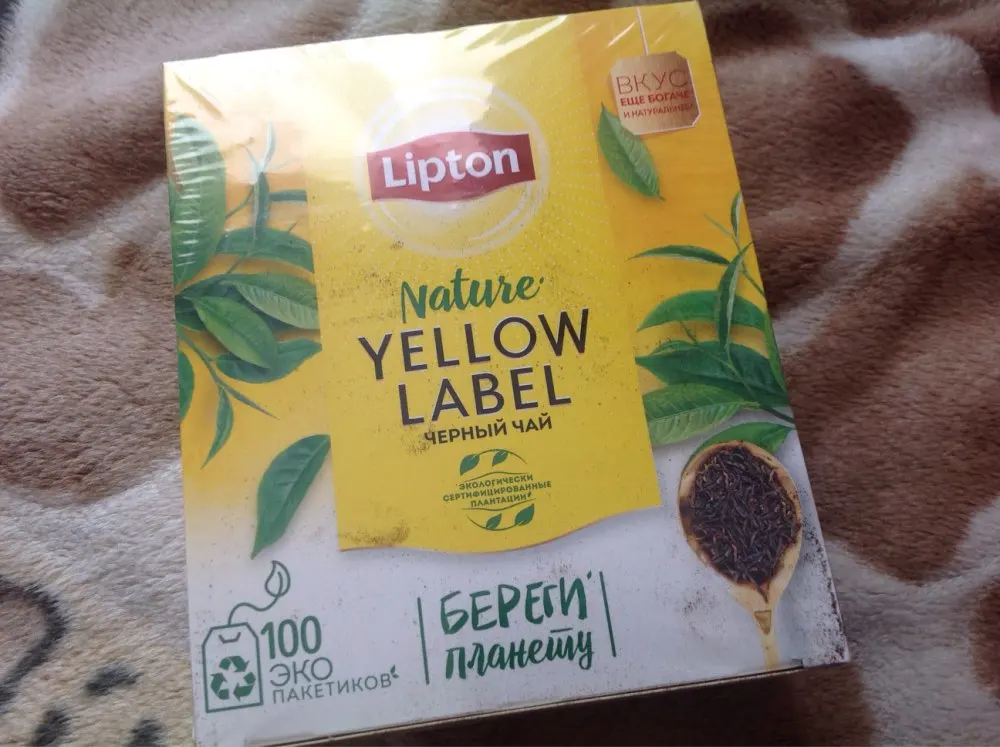 ВКУС
ЕЩЕ БОГАЧЕ
И НАТУРАЛЬНЕЕ
Lipton
Nature
YELLOW
LABEL
ЧЕРНЫЙ ЧАЙ
ЭКОЛОГИЧЕСКИ
СЕРТИФИЦИРОВАННЫЕ
ПЛАНТАЦИИ
100
ЭКО
ПАКЕТИКОВ
БЕРЕГИ
планету